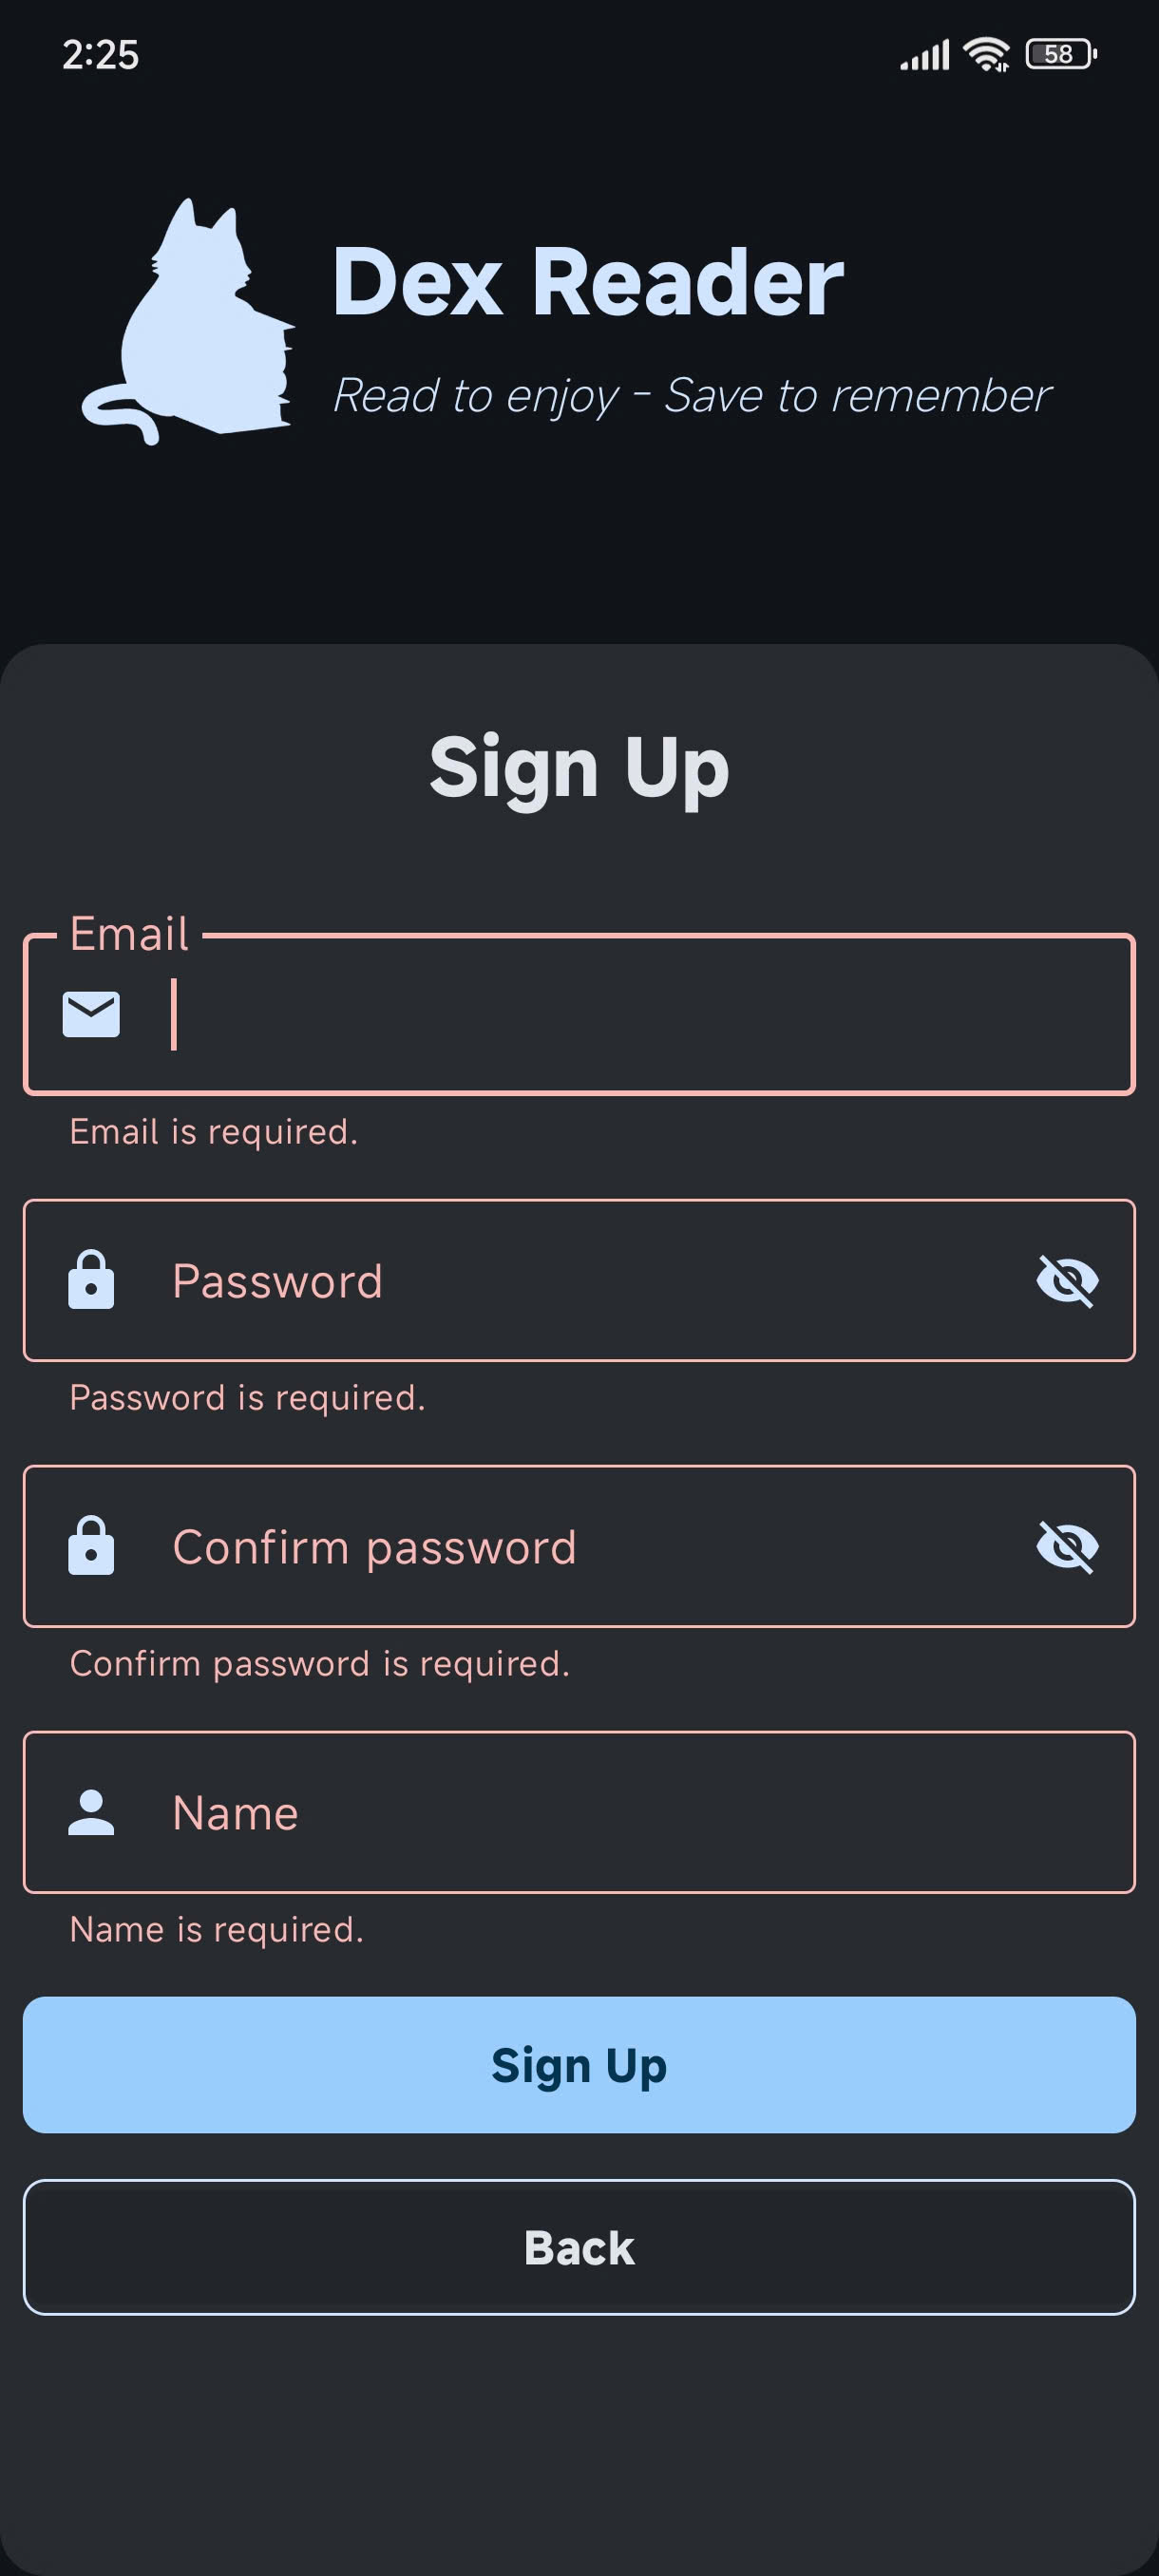 2:25
58
Dex Reader
Read to enjoy - Save to remember
Sign Up
Email
Email is required.
Password
Password is required.
Confirm password
Confirm password is required.
Name
Name is required.
Sign Up
Back